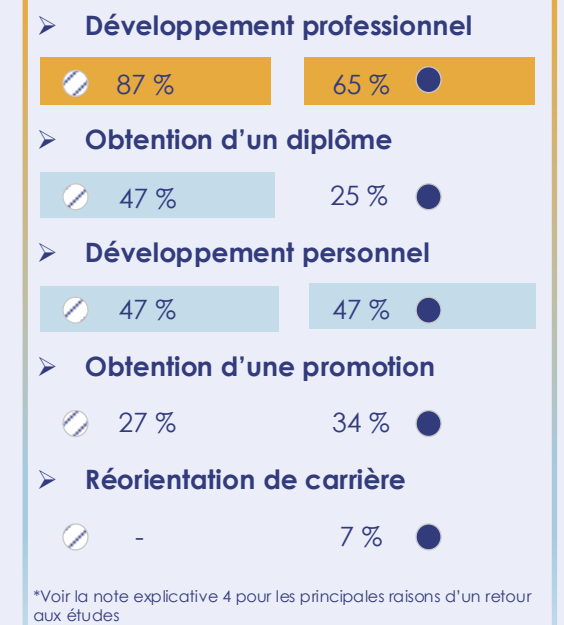 ➢ Développement professionnel
87 % 65 %
➢ Obtention d'un diplôme
47 % 25 %
➢ Développement personnel
47 % 47 %
➢ Obtention d'une promotion
27 % 34 %
➢ Réorientation de carrière
- 7 %
*Voir la note explicative 4 pour les principales raisons d'un retour
aux études